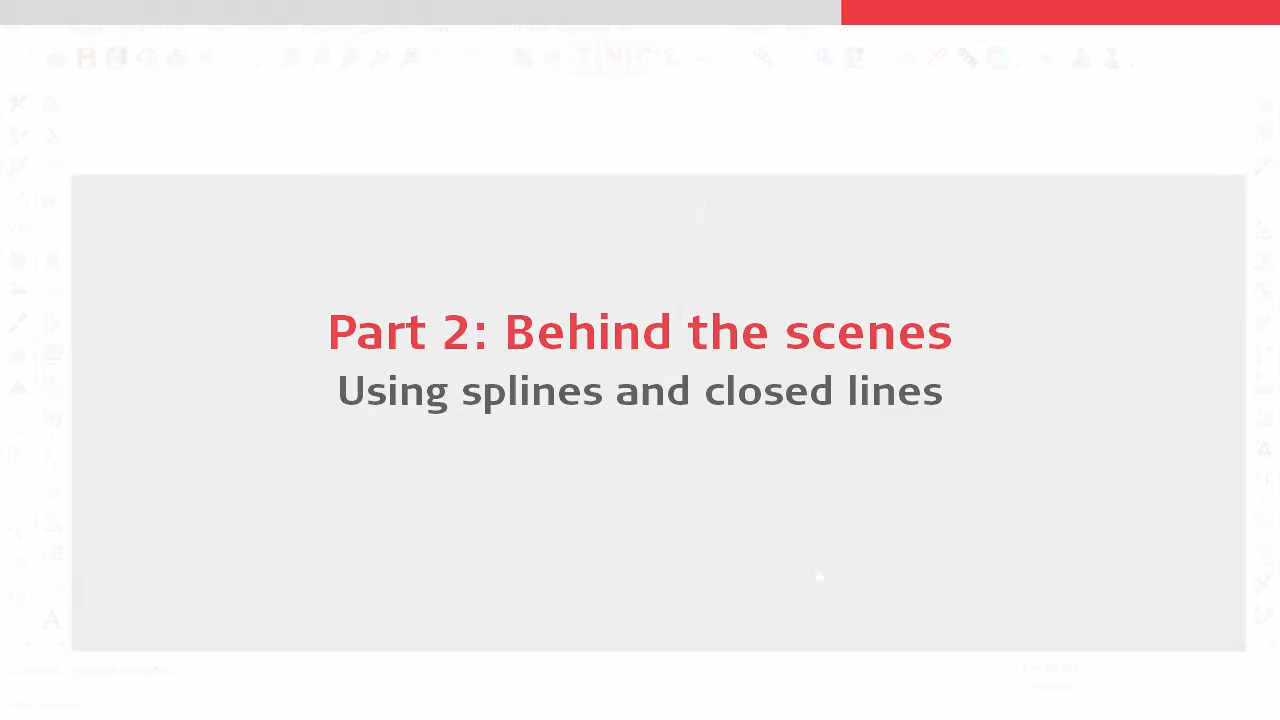 Part 2: Behind the scenes
Using splines and closed lines